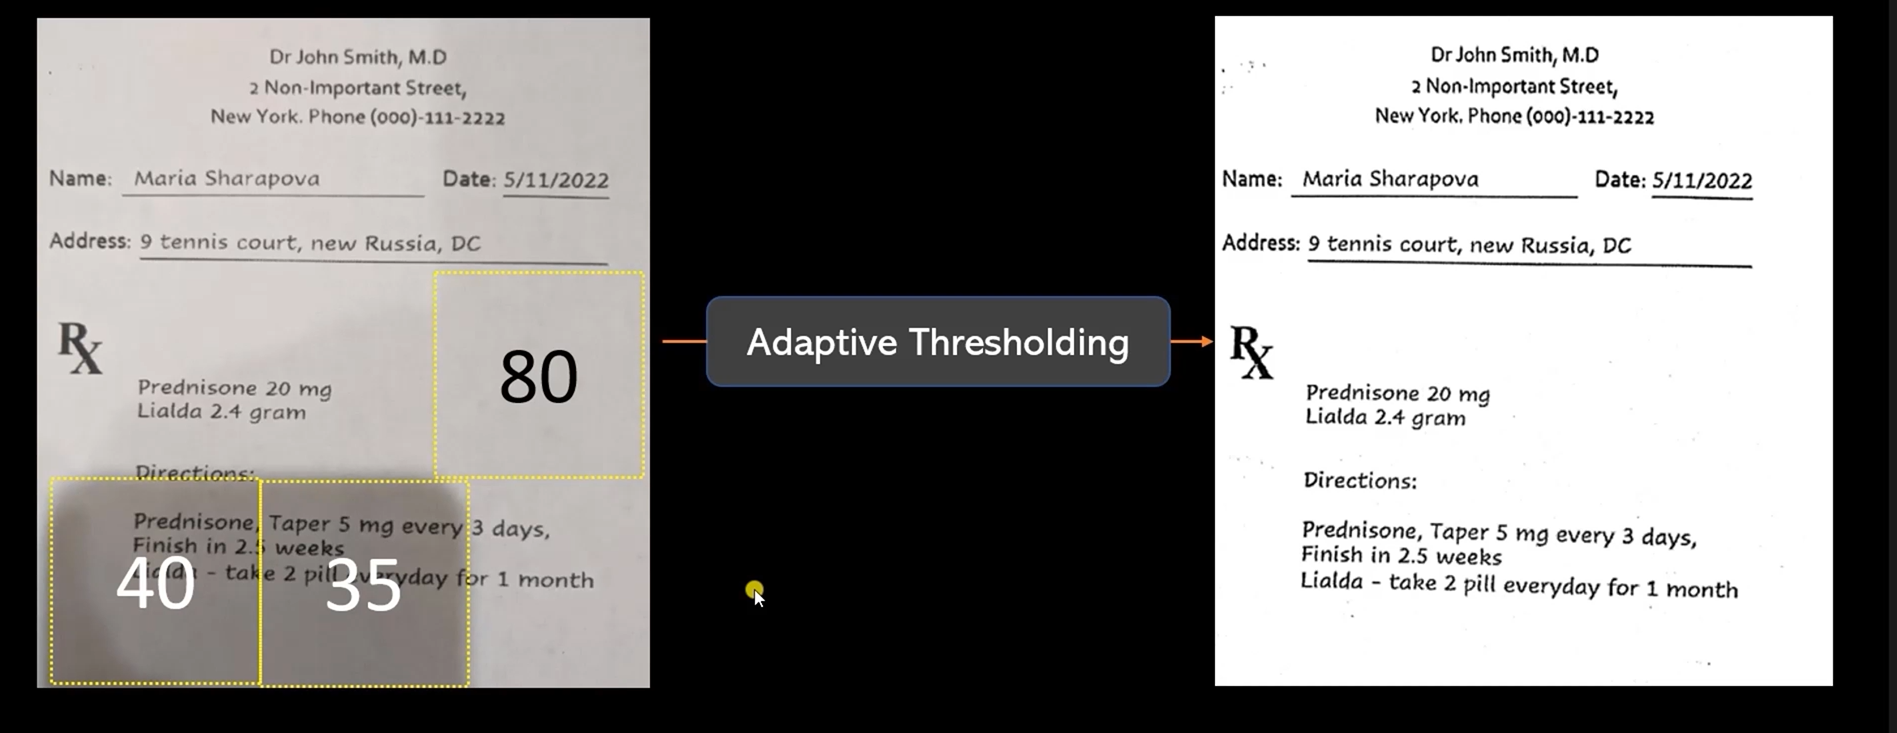 Dr John Smith, M.D
2 Non-Important Street,
New York. Phone (000)-111-2222
Name: Maria Sharapova Date: 5/11/2022
Address: 9 tennis court, new Russia, DC
Rx
Prednisone 20 mg
Lialda 2.4 gram
Directions:
Prednisone, Taper 5 mg every 3 days,
Finish in 2.5 weeks
Lialda - take 2 pill everyday for 1 month
80
40
35
Adaptive Thresholding
Dr John Smith, M.D
2 Non-Important Street,
New York. Phone (000)-111-2222
Name: Maria Sharapova Date: 5/11/2022
Address: 9 tennis court, new Russia, DC
Rx
Prednisone 20 mg
Lialda 2.4 gram
Directions:
Prednisone, Taper 5 mg every 3 days,
Finish in 2.5 weeks
Lialda - take 2 pill everyday for 1 month